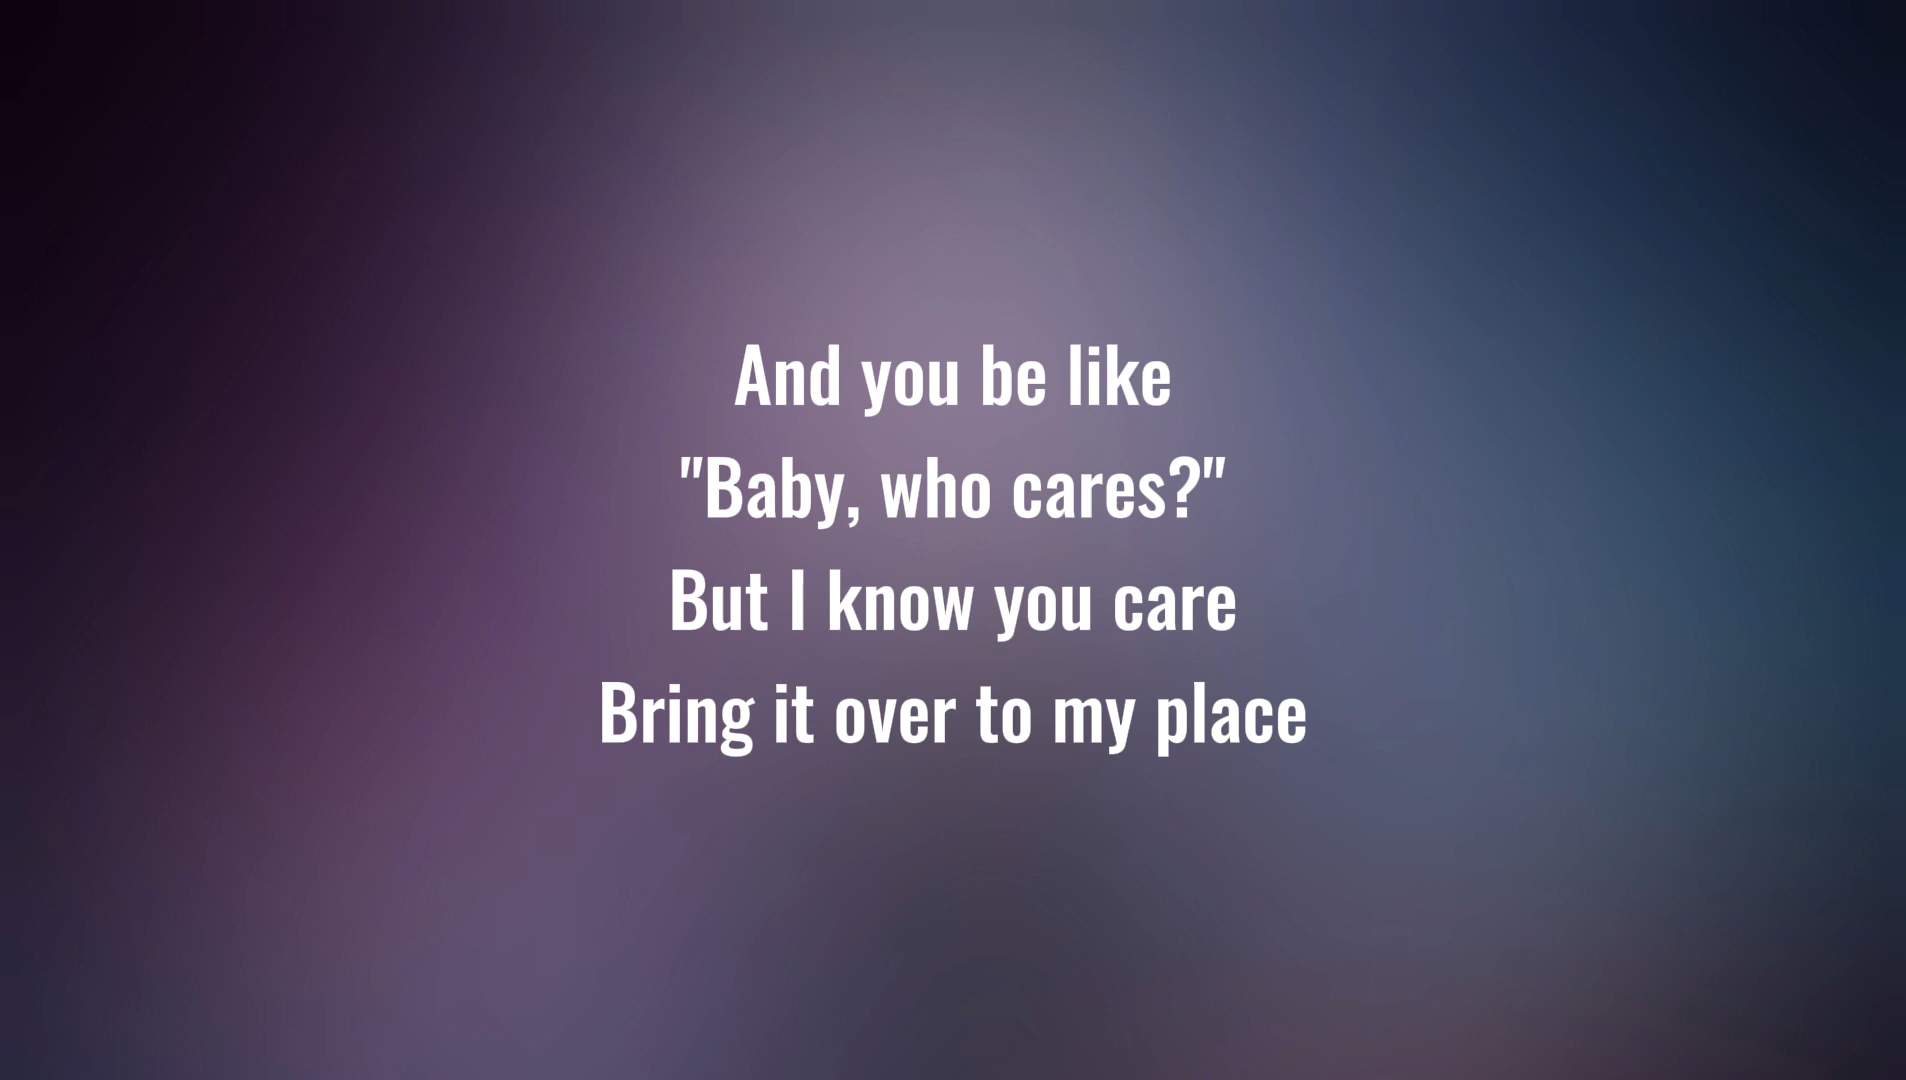 And you be like
"Baby, who cares?"
But I know you care
Bring it over to my place